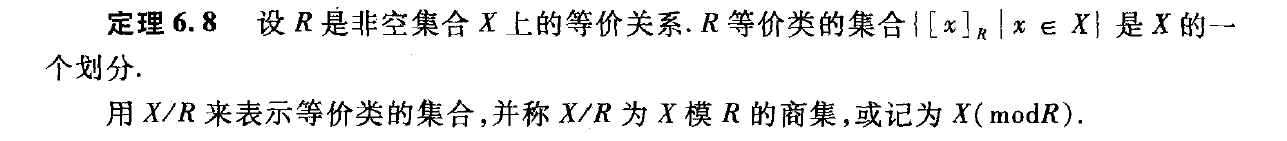 定理6.8 设 R 是非空集合 X 上的等价关系. R 等价类的集合{[x]_R | x ∈ X} 是 X 的一
个划分.
用 X/R 来表示等价类的集合,并称 X/R 为 X 模 R 的商集,或记为 X(modR).